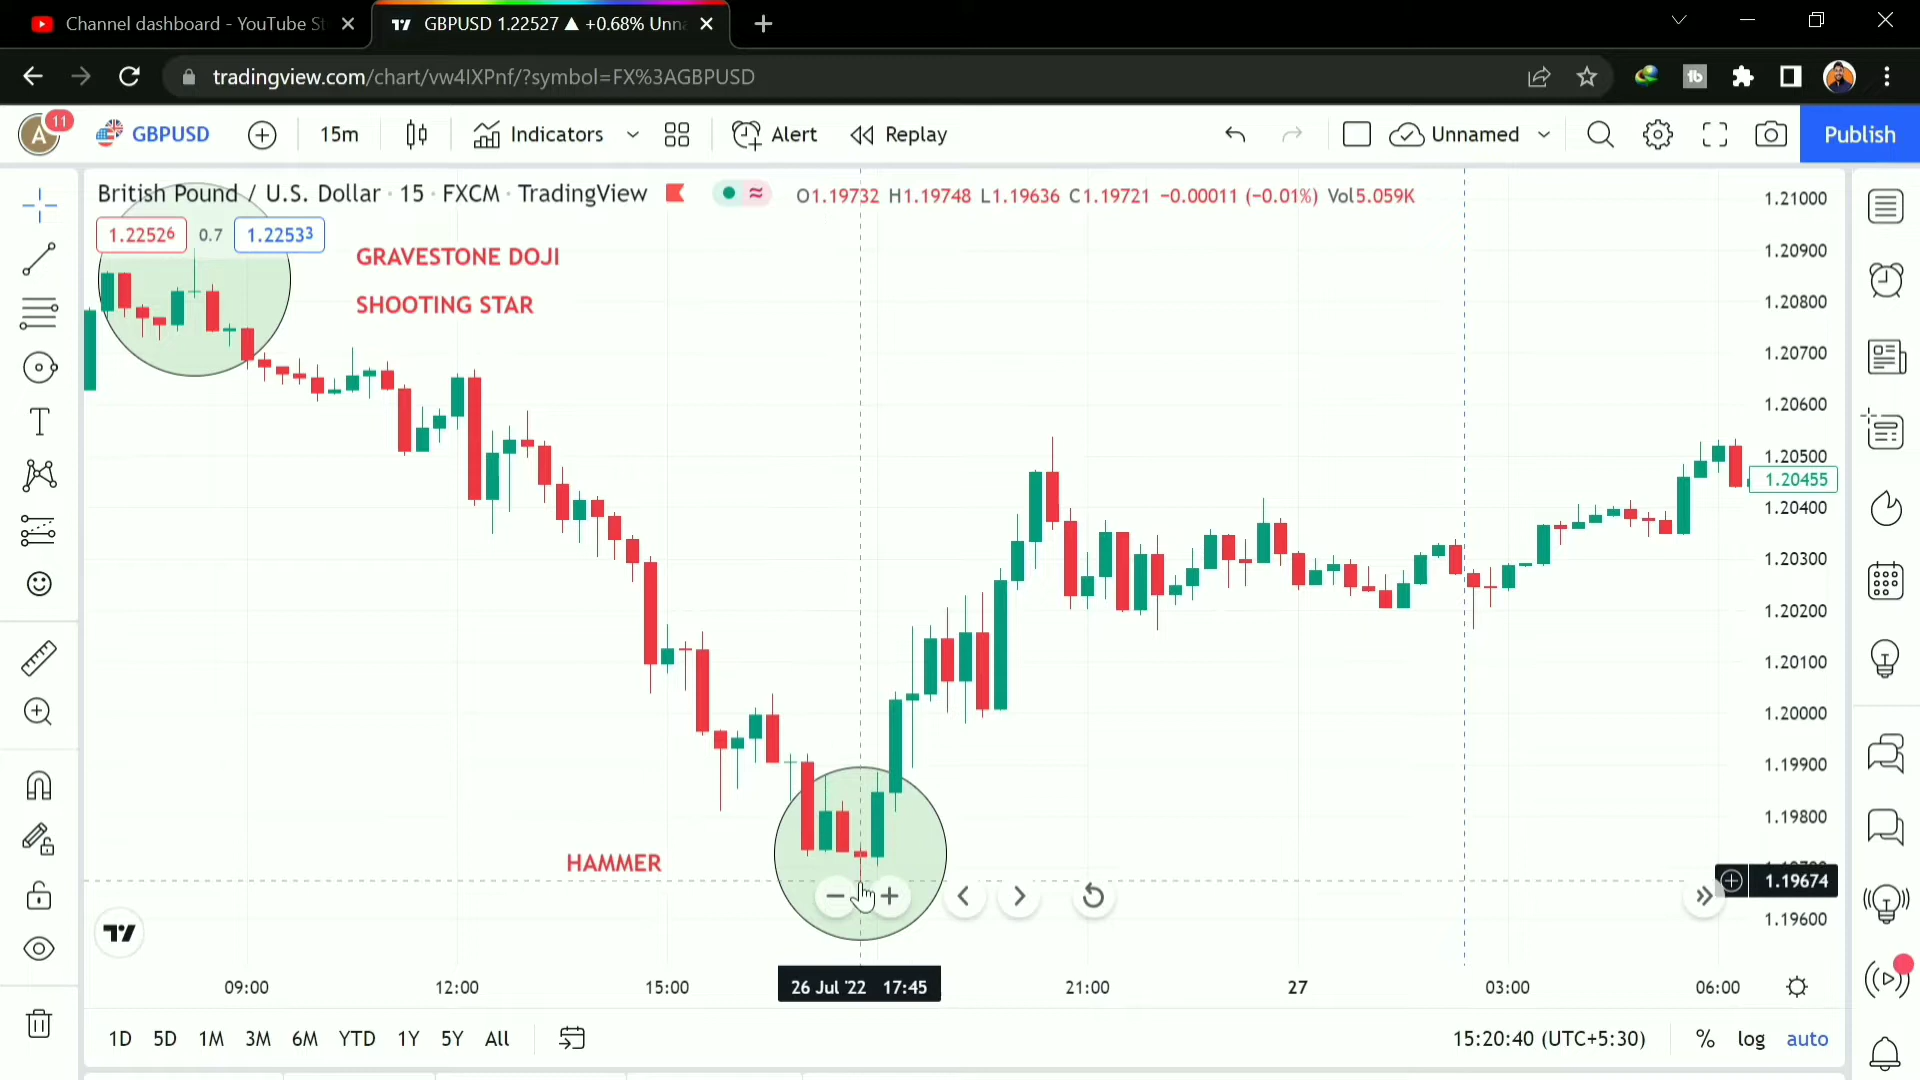 Channel dashboard - YouTube St
GBPUSD 1.22527 ▲ +0.68% Unna
tradingview.com/chart/vw4IXPnf/?symbol=FX%3AGBPUSD
A 11 GBPUSD 15m Indicators Alert Replay Unnamed Publish
British Pound / U.S. Dollar · 15 · FXCM · TradingView
O1.19732 H1.19748 L1.19636 C1.19721 −0.00011 (−0.01%) Vol5.059K
1.22526 0.7 1.22533
GRAVESTONE DOJI
SHOOTING STAR
HAMMER
1.21000
1.20900
1.20800
1.20700
1.20600
1.20500
1.20455
1.20400
1.20300
1.20200
1.20100
1.20000
1.19900
1.19800
1.19674
1.19600
09:00 12:00 15:00 26 Jul '22 17:45 21:00 27 03:00 06:00
1D 5D 1M 3M 6M YTD 1Y 5Y All
15:20:40 (UTC+5:30) % log auto